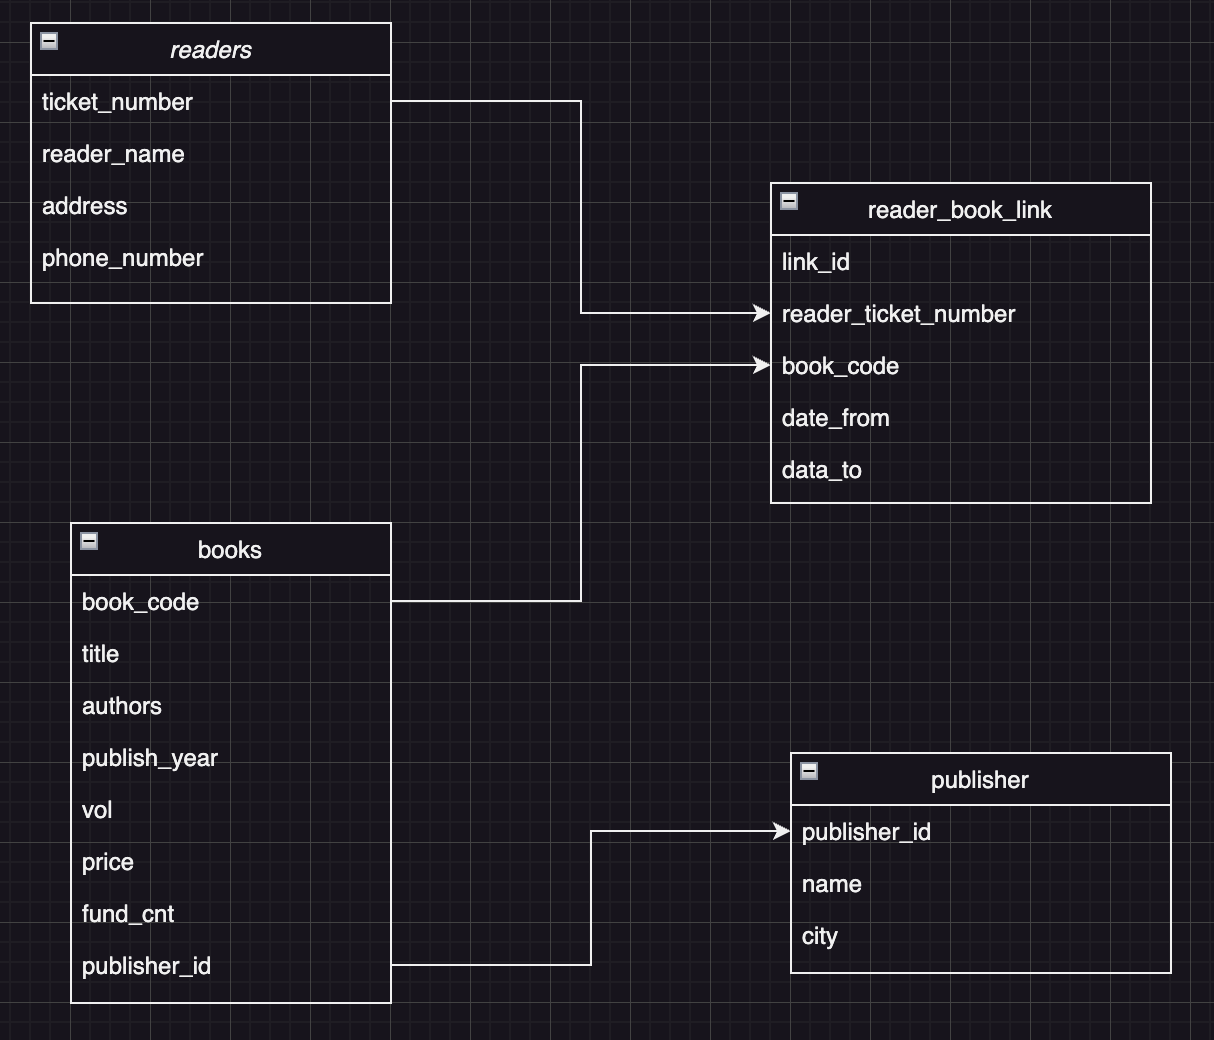 readers
ticket_number
reader_name
address
phone_number
reader_book_link
link_id
reader_ticket_number
book_code
date_from
data_to
books
book_code
title
authors
publish_year
vol
price
fund_cnt
publisher_id
publisher
publisher_id
name
city